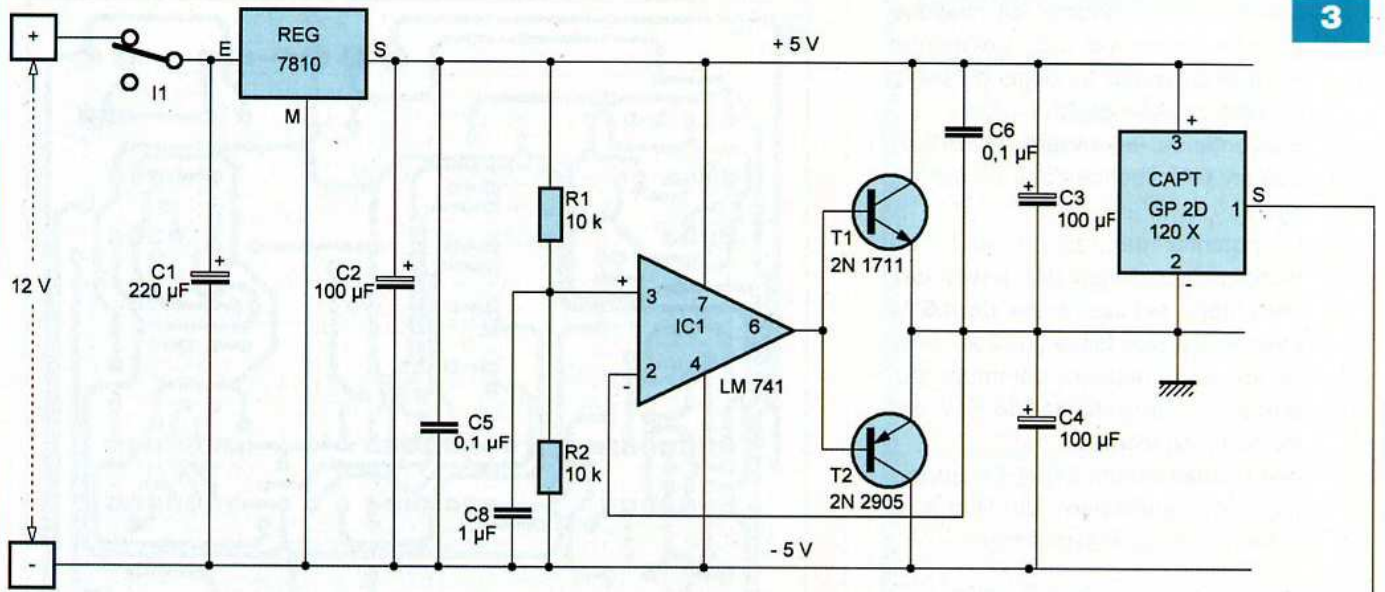 3
+
I1
E
REG
7810
S
M
+ 5 V
12 V
C1
220 µF
+
C2
100 µF
+
C5
0,1 µF
R1
10 k
R2
10 k
C8
1 µF
+
3
7
IC1
6
2
-
4
LM 741
T1
2N 1711
T2
2N 2905
C6
0,1 µF
+
C3
100 µF
+
C4
100 µF
+
3
CAPT
GP 2D
120 X
1
S
2
-
-
- 5 V